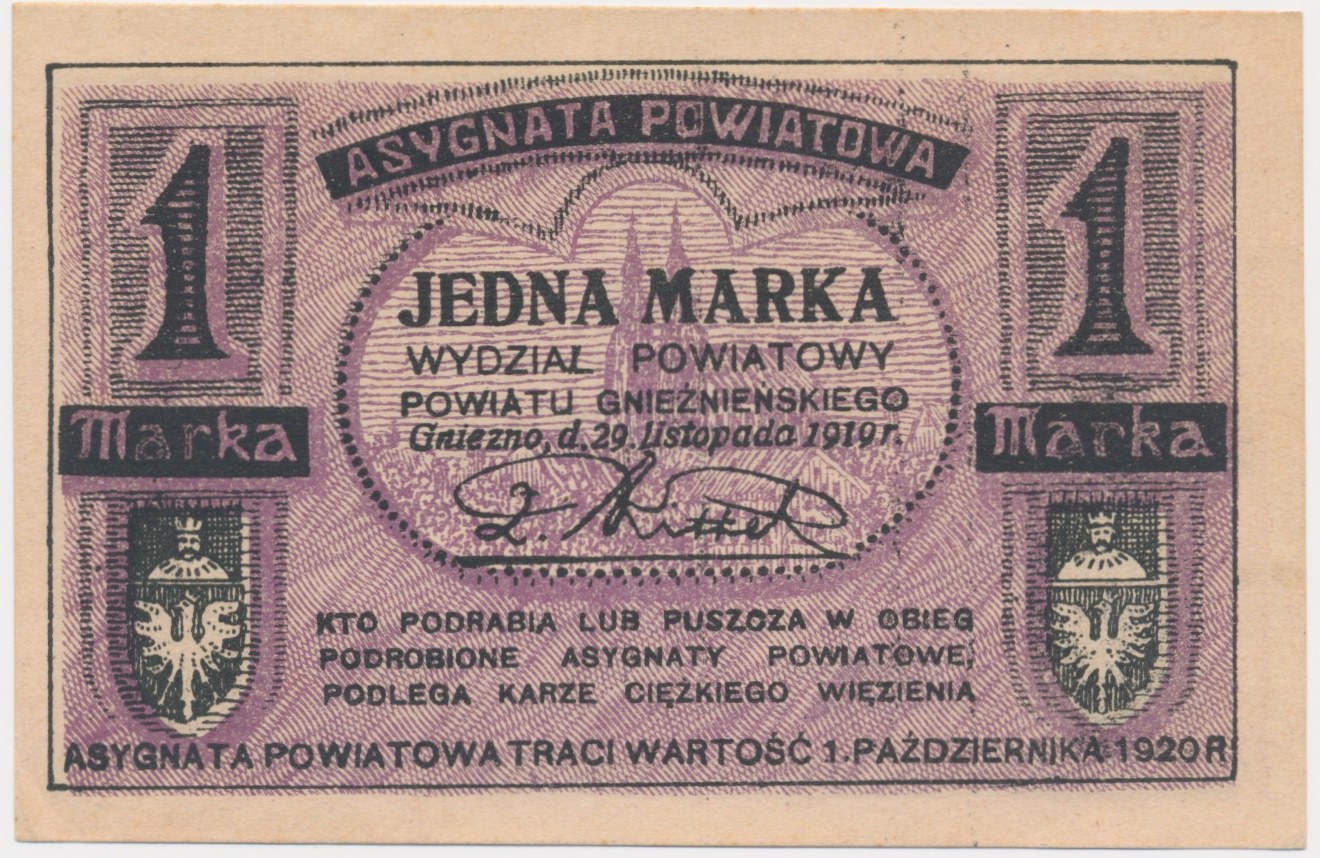 ASYGNATA POWIATOWA
1
1
JEDNA MARKA
WYDZIAŁ POWIATOWY
POWIATU GNIEŹNIEŃSKIEGO
Gniezno, d. 29. listopada 1919 r.
Marka
Marka
KTO PODRABIA LUB PUSZCZA W OBIEG
PODROBIONE ASYGNATY POWIATOWE,
PODLEGA KARZE CIĘŻKIEGO WIĘZIENIA
ASYGNATA POWIATOWA TRACI WARTOŚĆ 1. PAŹDZIERNIKA 1920 R